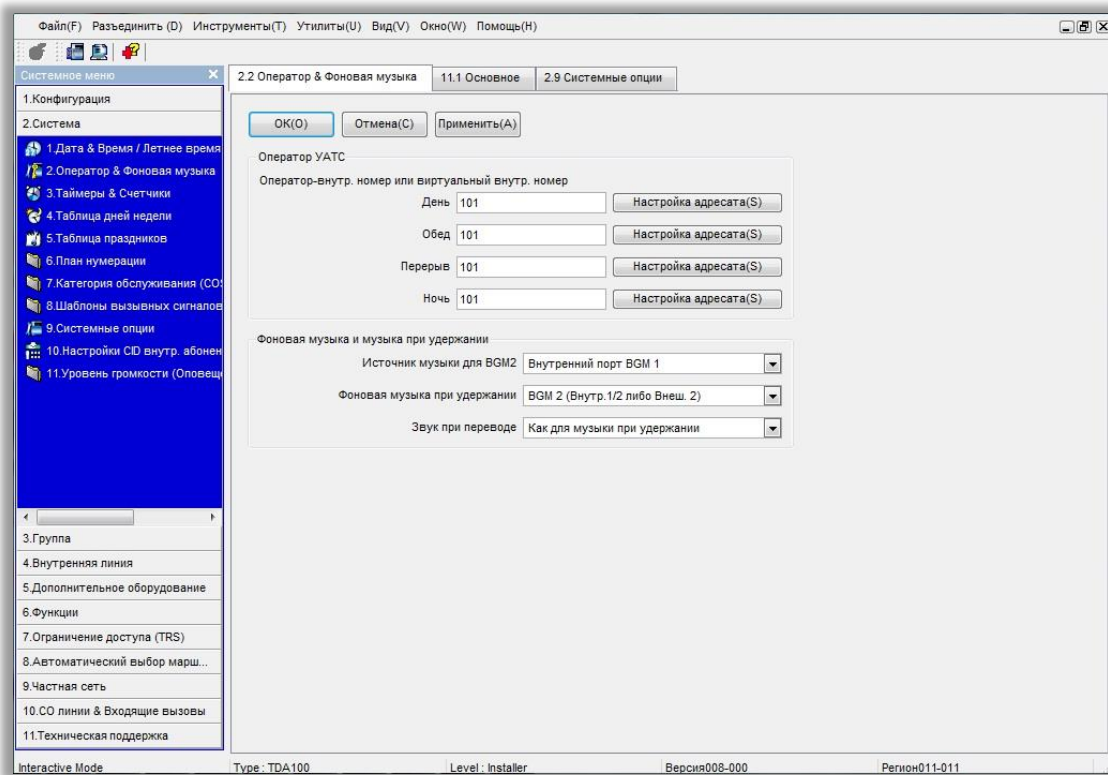 Файл(F) Разъединить (D) Инструменты(T) Утилиты(U) Вид(V) Окно(W) Помощь(H)
Системное меню
1.Конфигурация
2.Система
1.Дата & Время / Летнее время
2.Оператор & Фоновая музыка
3.Таймеры & Счетчики
4.Таблица дней недели
5.Таблица праздников
6.План нумерации
7.Категория обслуживания (COS
8.Шаблоны вызывных сигналов
9.Системные опции
10.Настройки CID внутр. абонен
11.Уровень громкости (Оповеще
3.Группа
4.Внутренняя линия
5.Дополнительное оборудование
6.Функции
7.Ограничение доступа (TRS)
8.Автоматический выбор марш...
9.Частная сеть
10.CO линии & Входящие вызовы
11.Техническая поддержка
2.2 Оператор & Фоновая музыка 11.1 Основное 2.9 Системные опции
OK(O) Отмена(C) Применить(A)
Оператор УАТС
Оператор-внутр. номер или виртуальный внутр. номер
День 101 Настройка адресата(S)
Обед 101 Настройка адресата(S)
Перерыв 101 Настройка адресата(S)
Ночь 101 Настройка адресата(S)
Фоновая музыка и музыка при удержании
Источник музыки для BGM2 Внутренний порт BGM 1
Фоновая музыка при удержании BGM 2 (Внутр.1/2 либо Внеш. 2)
Звук при переводе Как для музыки при удержании
Interactive Mode Type : TDA100 Level : Installer Версия008-000 Регион011-011